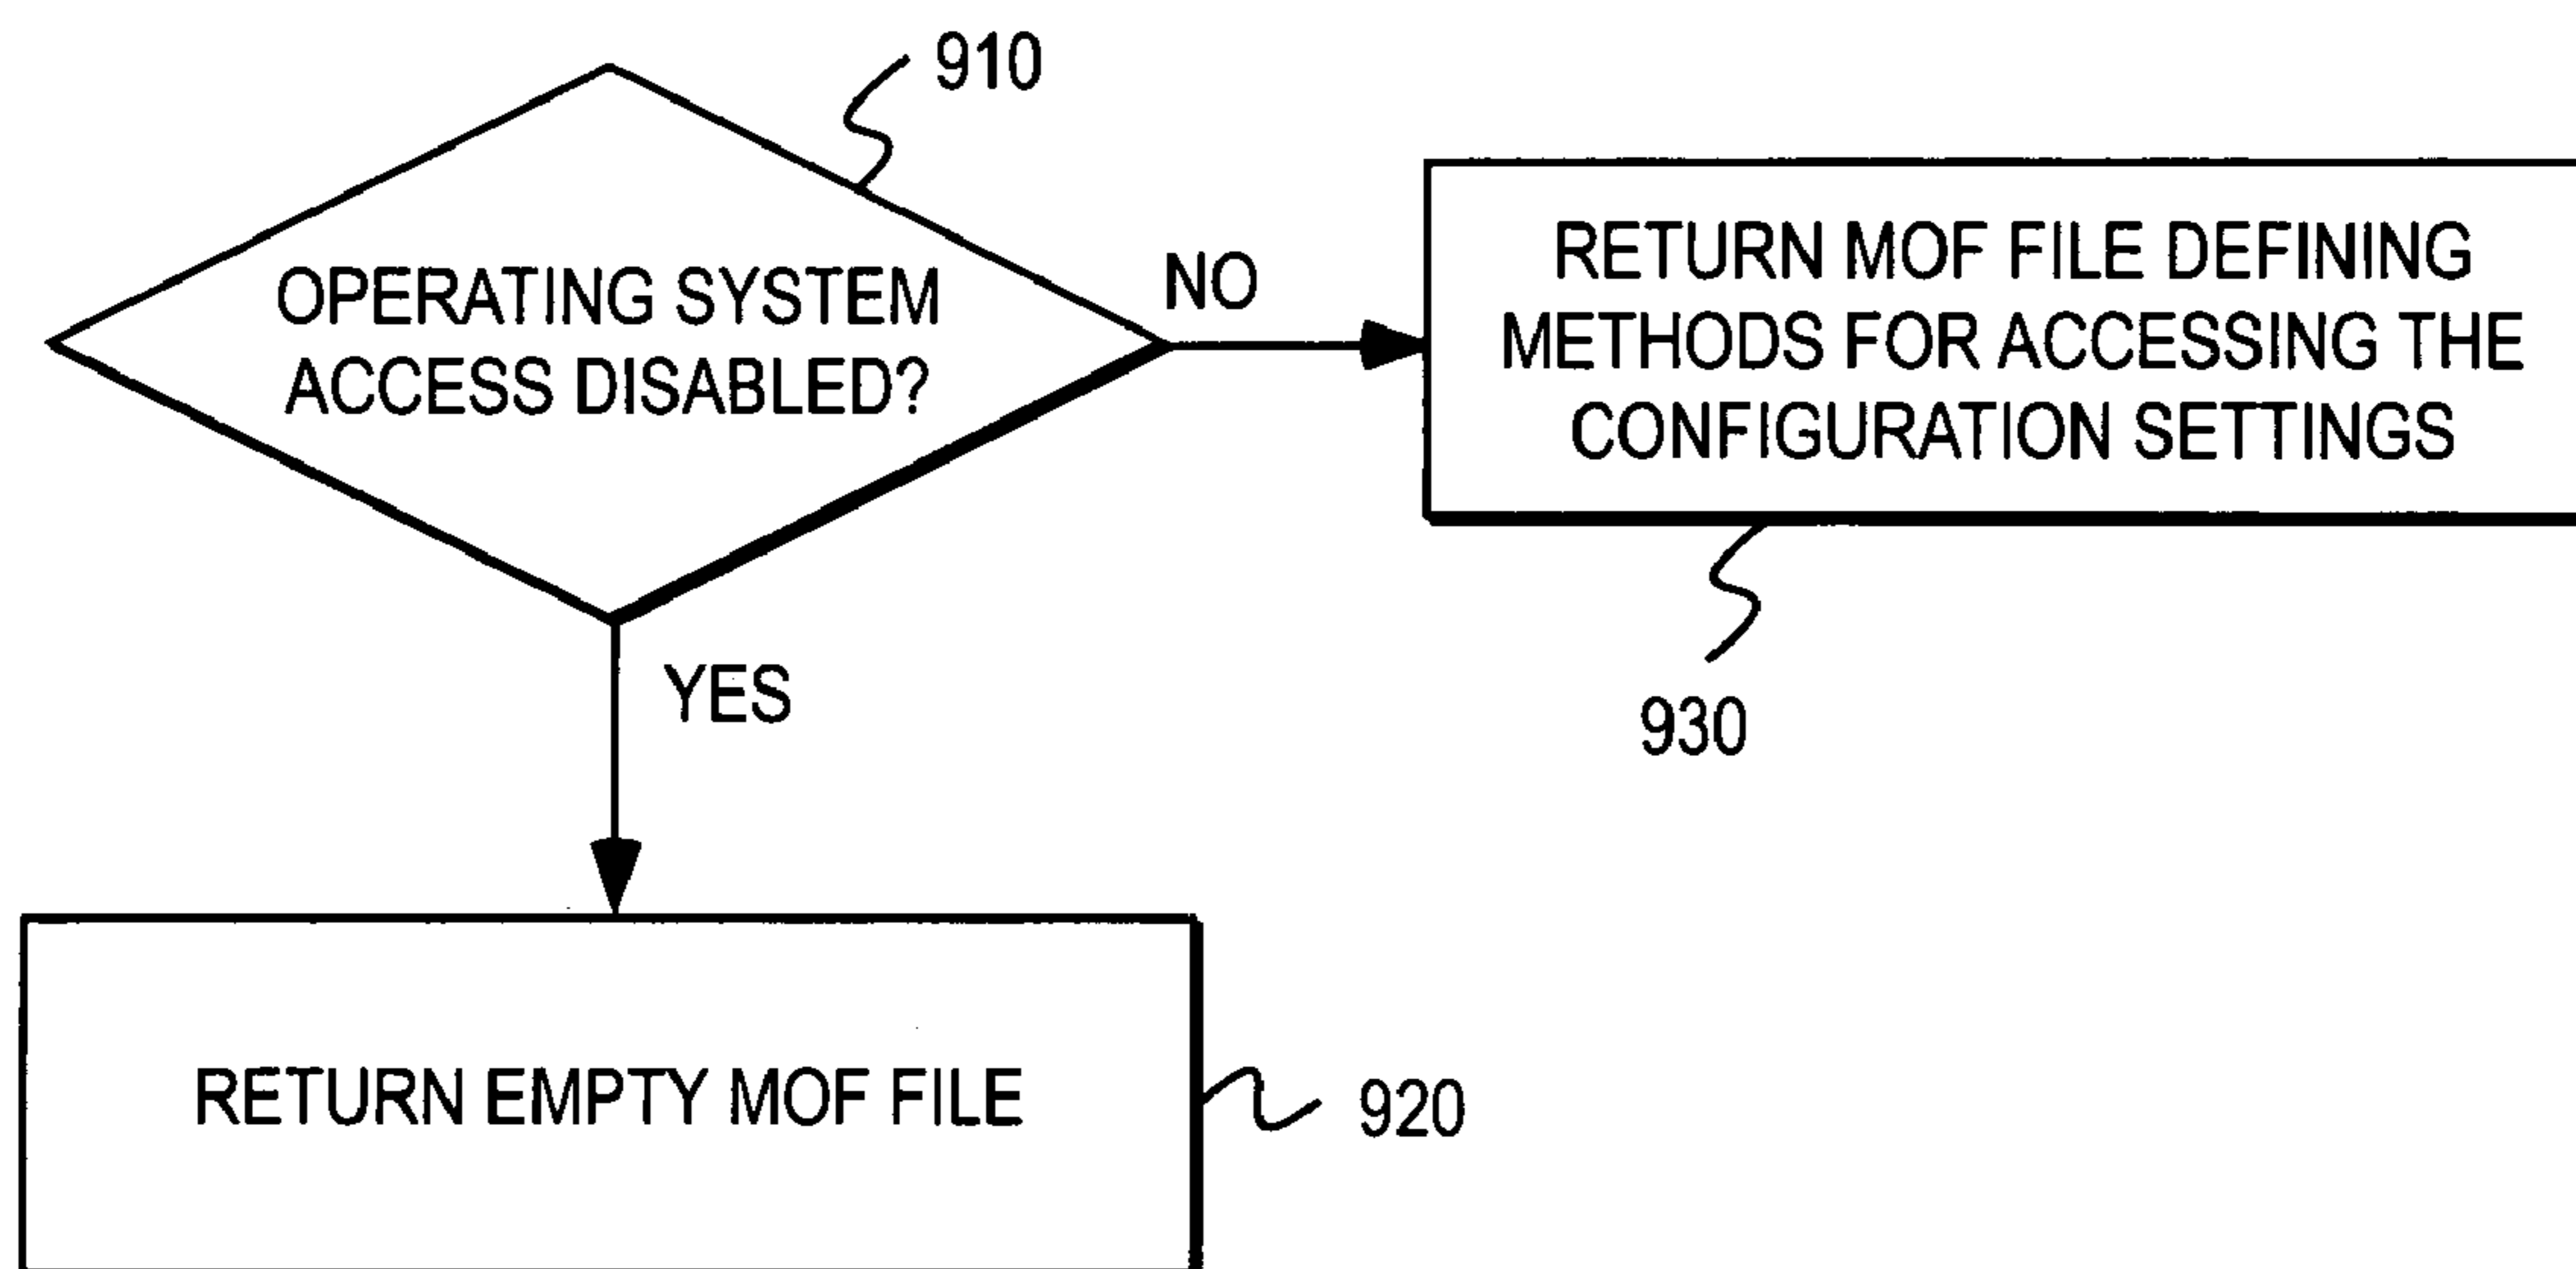 910
OPERATING SYSTEM
ACCESS DISABLED?
NO
RETURN MOF FILE DEFINING
METHODS FOR ACCESSING THE
CONFIGURATION SETTINGS
930
YES
RETURN EMPTY MOF FILE
920